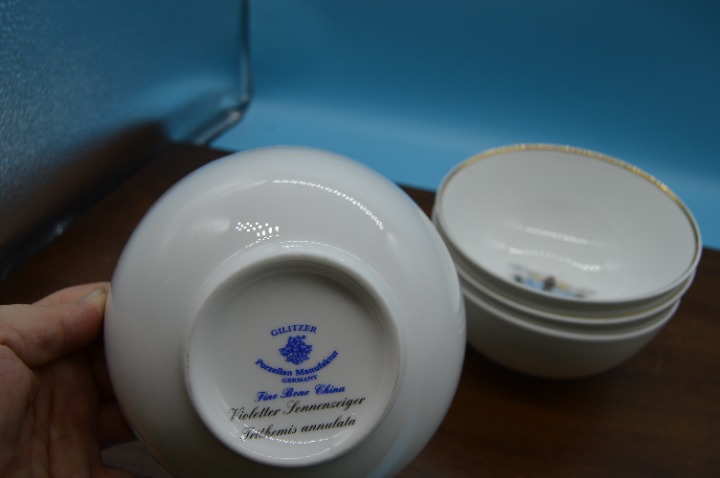 GILITZER
Porzellan Manufaktur
GERMANY
Fine Bone China
Violetter Sonnenzeiger
Trithemis annulata